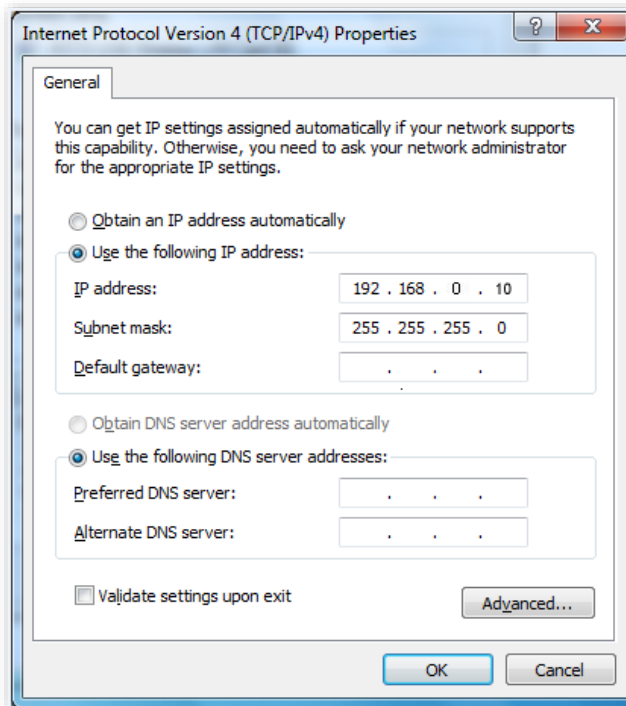 Internet Protocol Version 4 (TCP/IPv4) Properties
General
You can get IP settings assigned automatically if your network supports
this capability. Otherwise, you need to ask your network administrator
for the appropriate IP settings.
Obtain an IP address automatically
Use the following IP address:
IP address: 192 . 168 . 0 . 10
Subnet mask: 255 . 255 . 255 . 0
Default gateway: . . .
Obtain DNS server address automatically
Use the following DNS server addresses:
Preferred DNS server: . . .
Alternate DNS server: . . .
Validate settings upon exit
Advanced...
OK Cancel